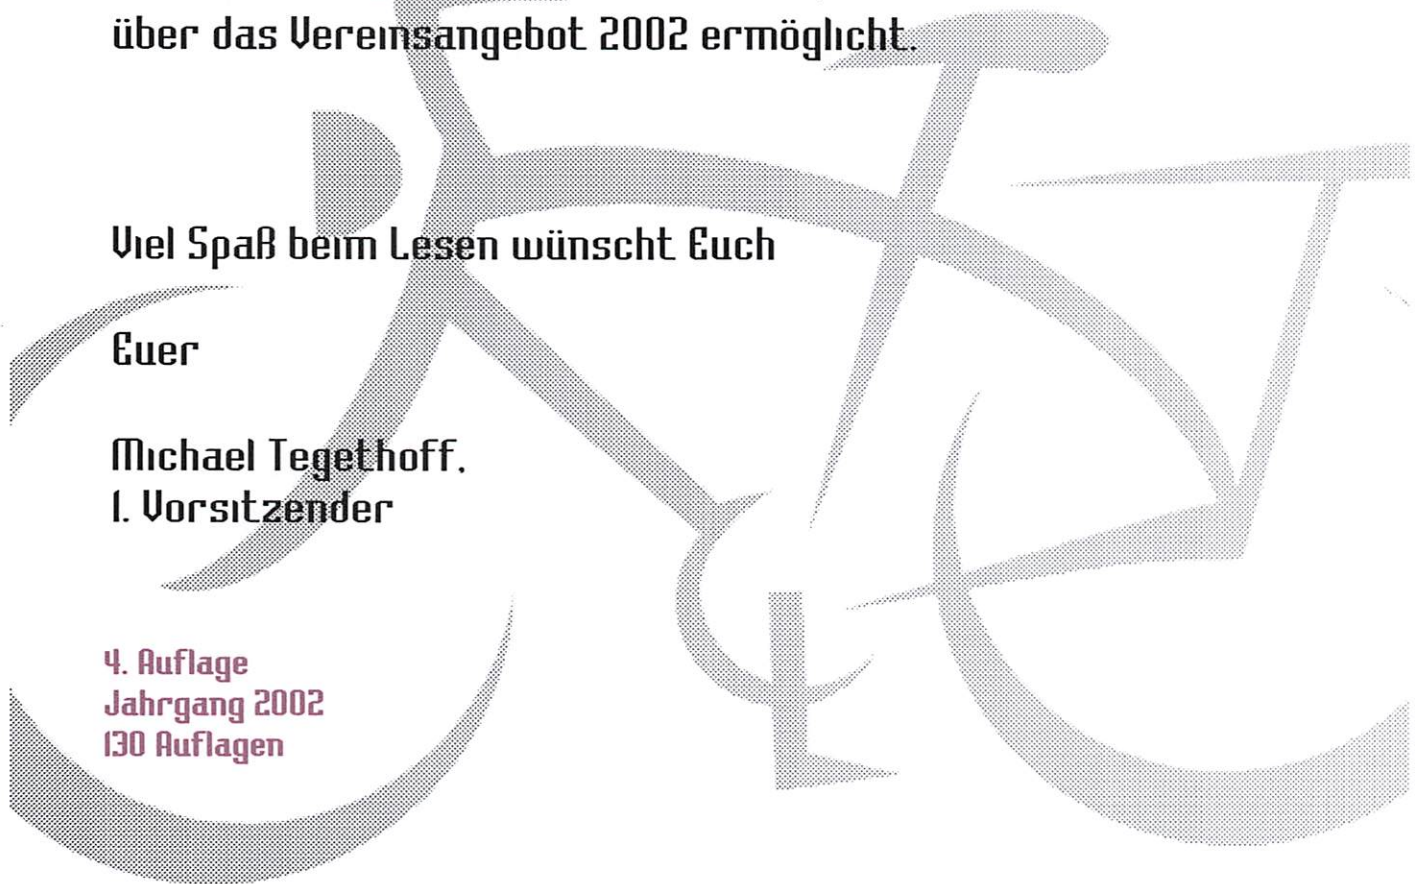 über das Vereinsangebot 2002 ermöglicht.
Viel Spaß beim Lesen wünscht Euch
Euer
Michael Tegethoff,
1. Vorsitzender
4. Auflage
Jahrgang 2002
130 Auflagen